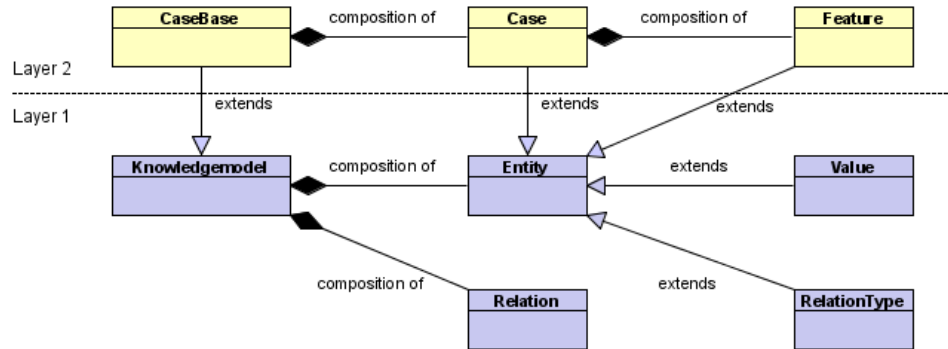 CaseBase
composition of
Case
composition of
Feature
Layer 2
extends
extends
extends
Layer 1
Knowledgemodel
composition of
Entity
extends
Value
composition of
Relation
extends
RelationType